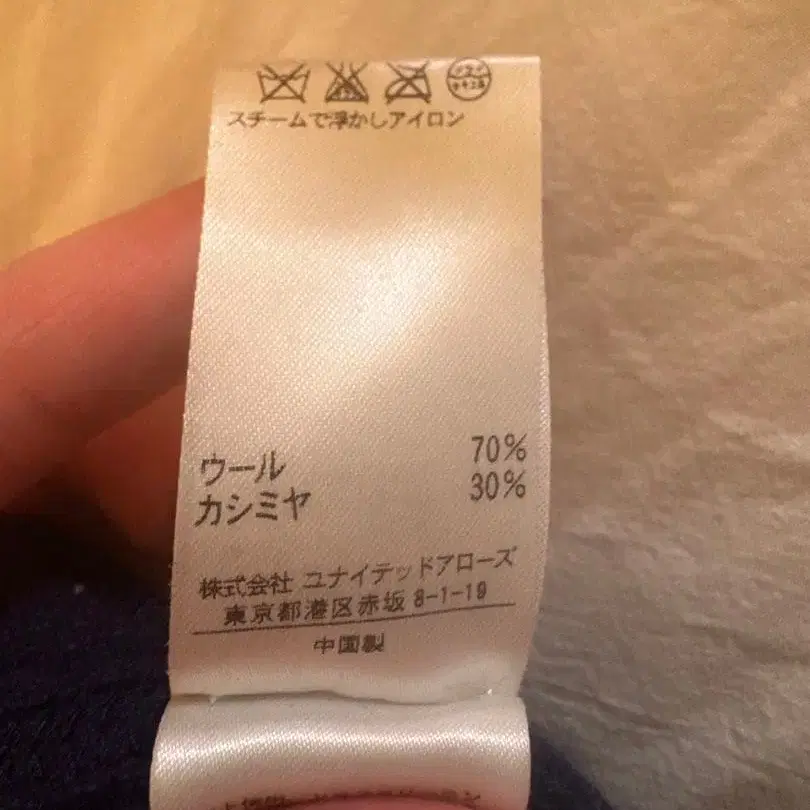 スチームで浮かしアイロン
ウール 70%
カシミヤ 30%
株式会社 ユナイテッドアローズ
東京都港区赤坂 8-1-19
中国製